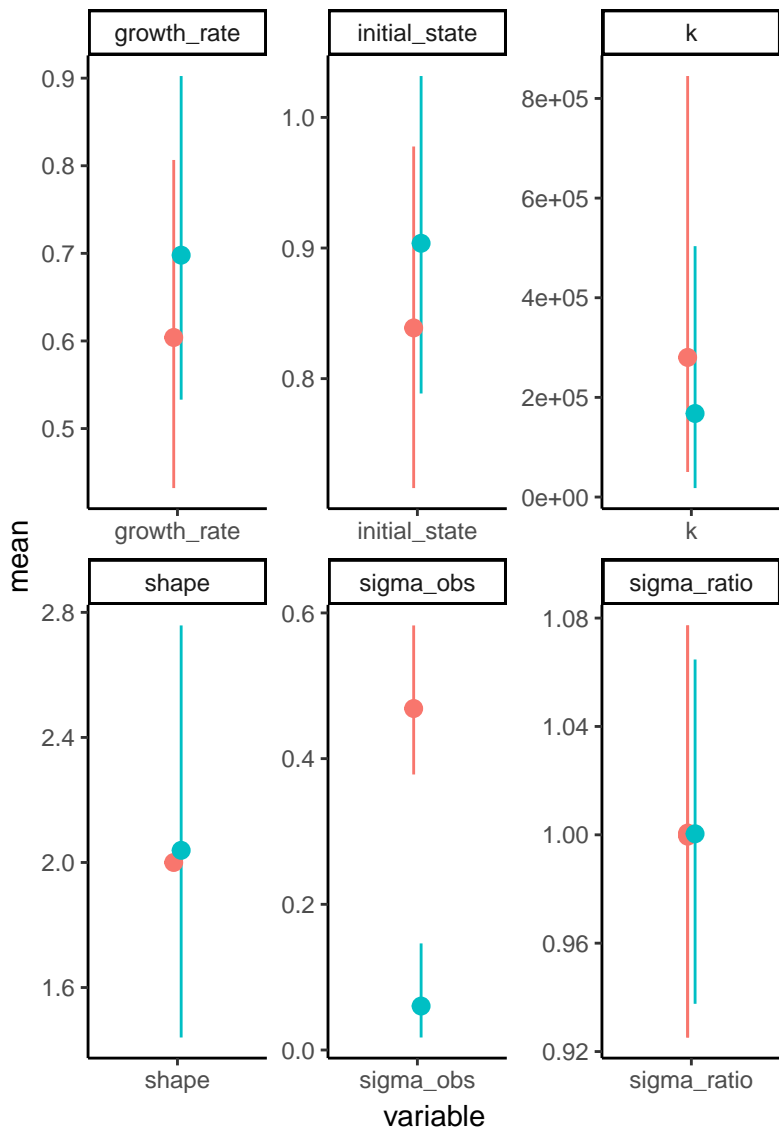 growth_rate
initial_state
k
0.9
0.8
0.7
0.6
0.5
growth_rate
1.0
0.9
0.8
initial_state
8e+05
6e+05
4e+05
2e+05
0e+00
k
mean
shape
sigma_obs
sigma_ratio
2.8
2.4
2.0
1.6
shape
0.6
0.4
0.2
0.0
sigma_obs
1.08
1.04
1.00
0.96
0.92
sigma_ratio
variable